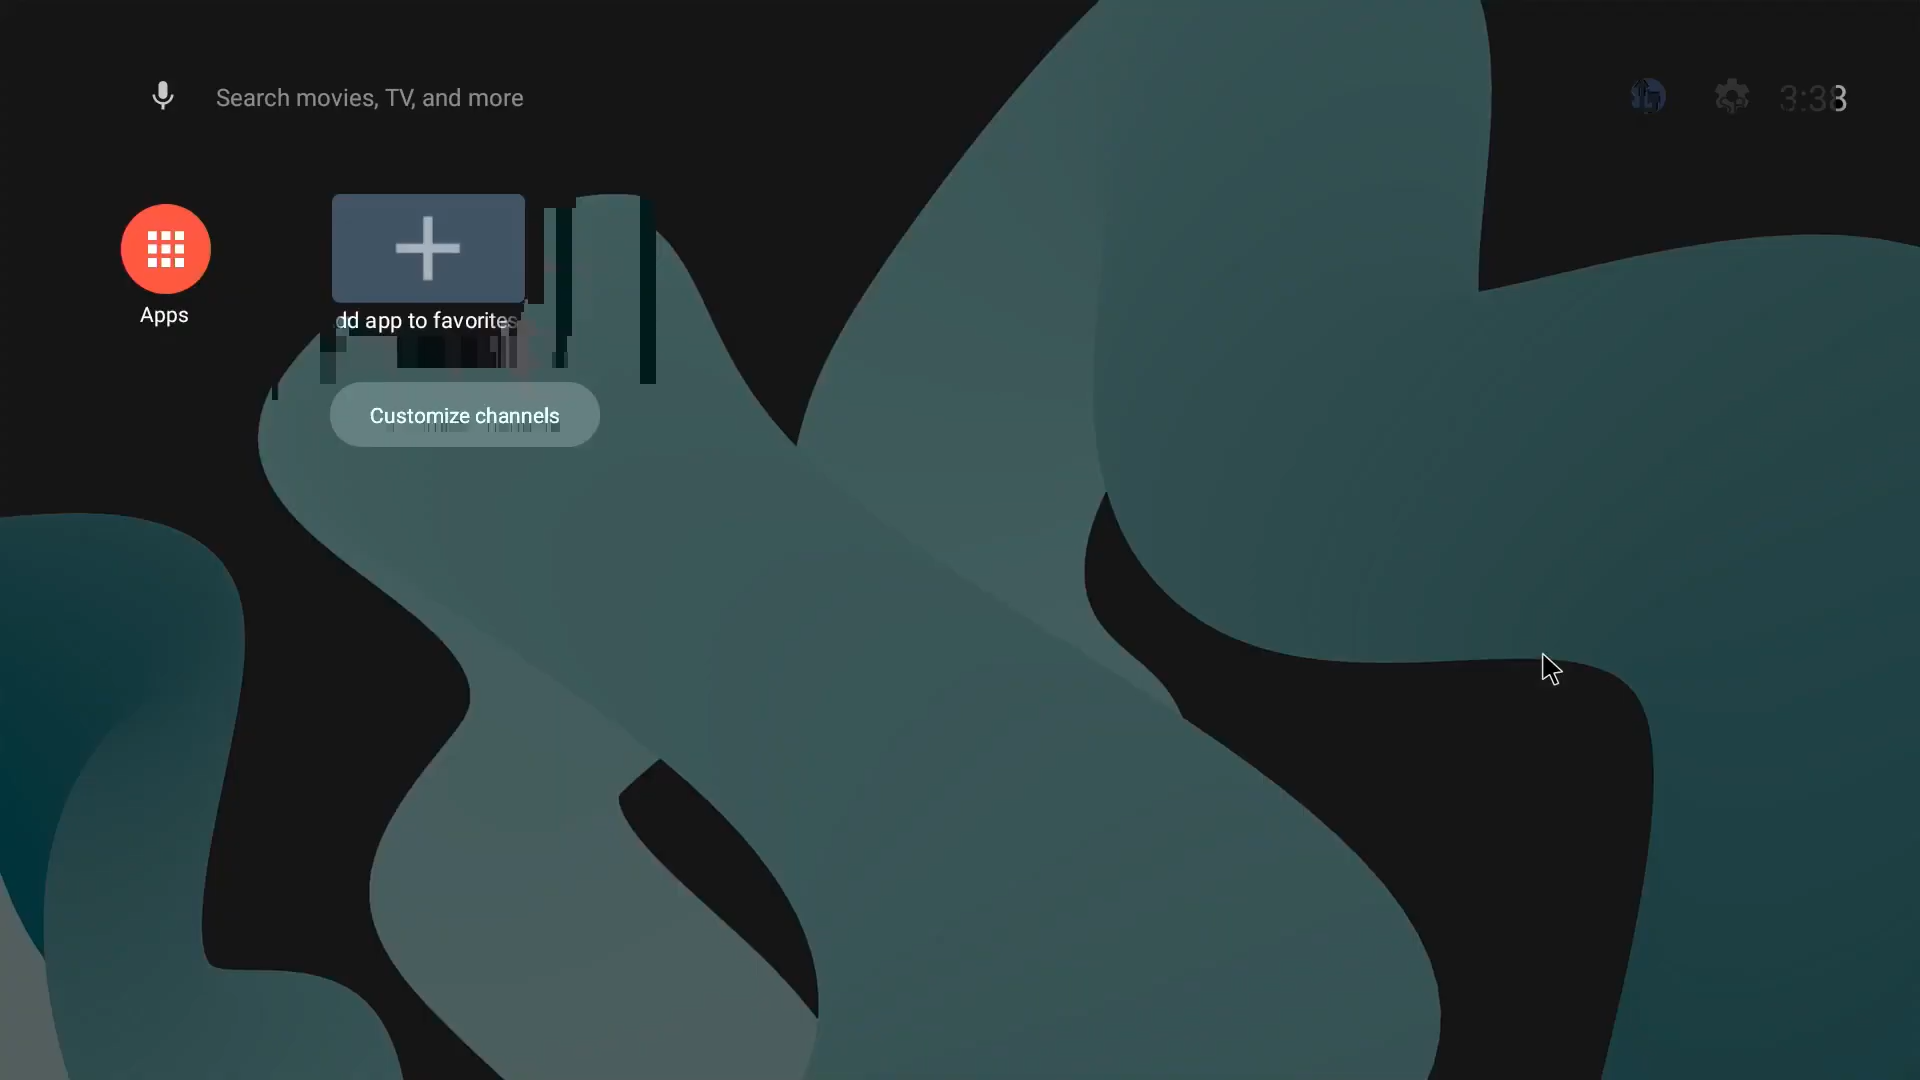 Search movies, TV, and more
3:38
Apps
dd app to favorites
Customize channels